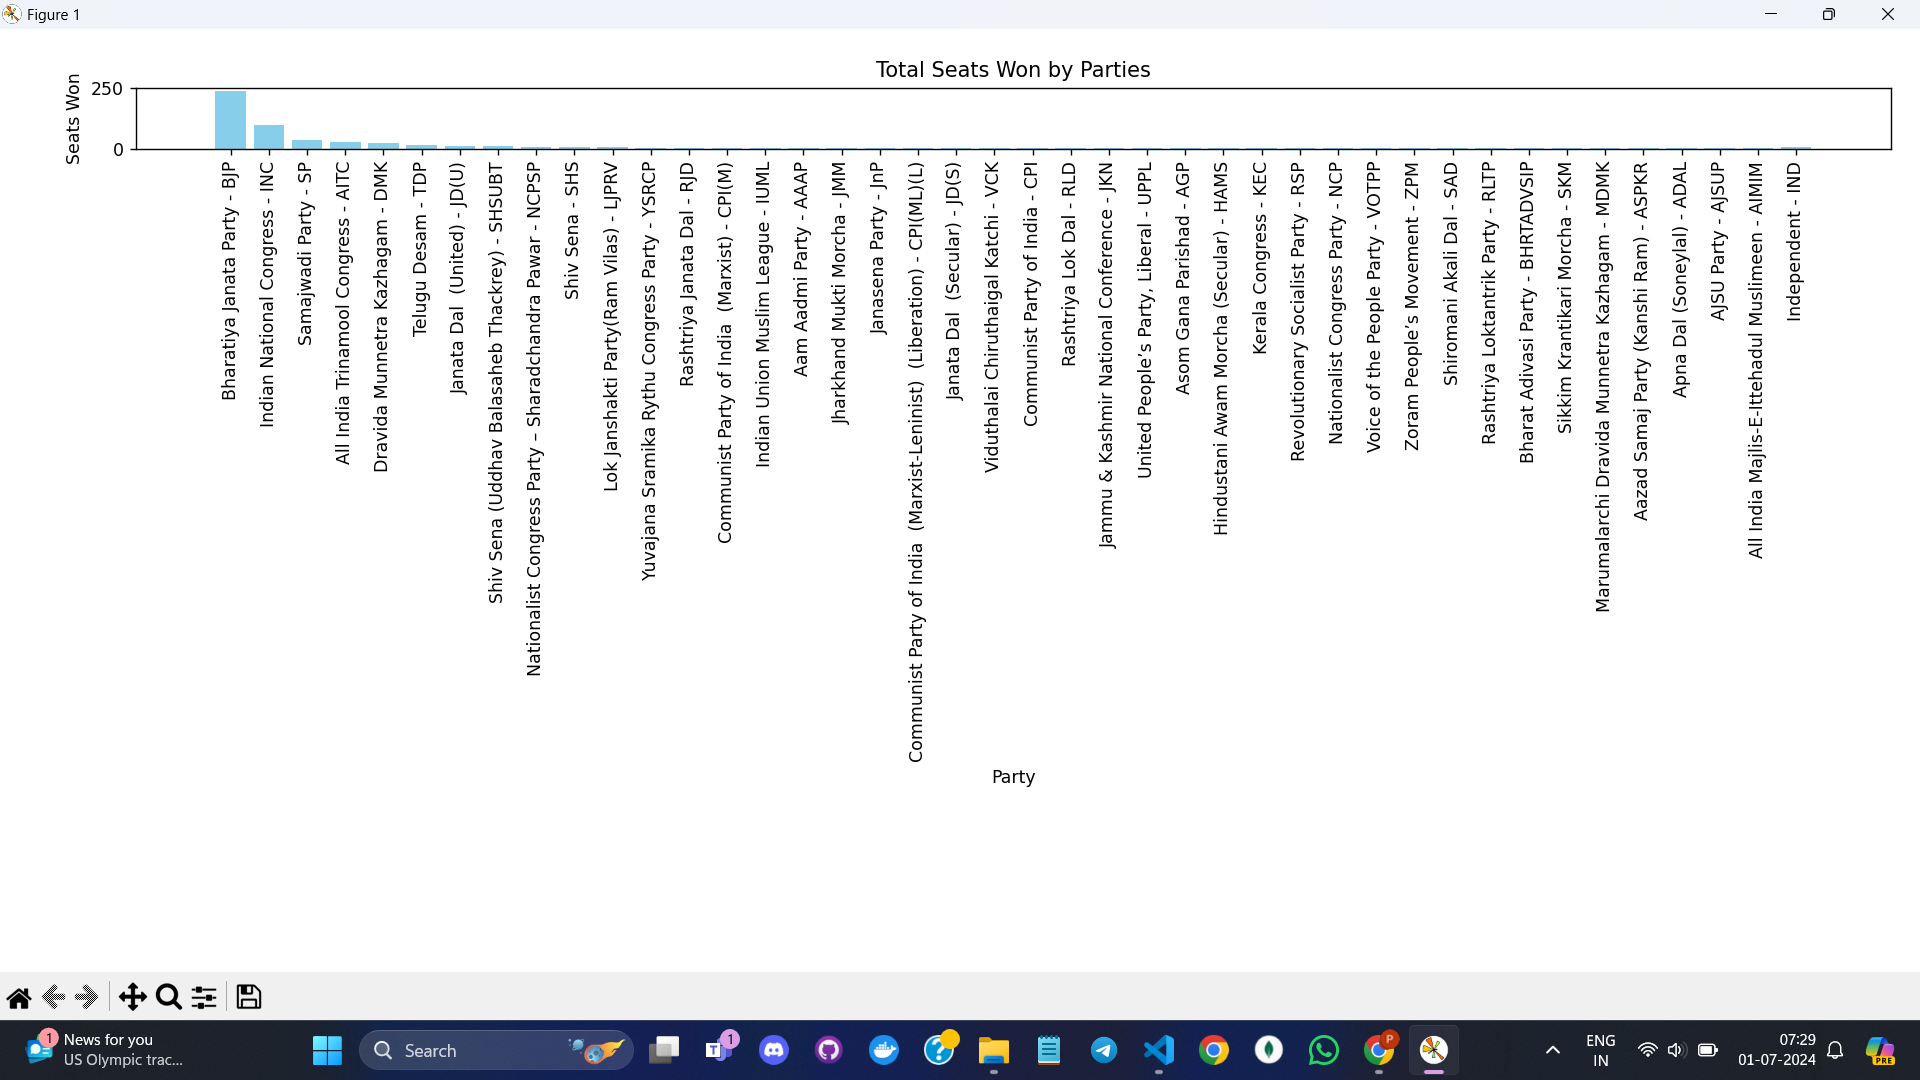 Figure 1
Total Seats Won by Parties
Seats Won
250
0
Bharatiya Janata Party - BJP
Indian National Congress - INC
Samajwadi Party - SP
All India Trinamool Congress - AITC
Dravida Munnetra Kazhagam - DMK
Telugu Desam - TDP
Janata Dal  (United) - JD(U)
Shiv Sena (Uddhav Balasaheb Thackrey) - SHSUBT
Nationalist Congress Party – Sharadchandra Pawar - NCPSP
Shiv Sena - SHS
Lok Janshakti Party(Ram Vilas) - LJPRV
Yuvajana Sramika Rythu Congress Party - YSRCP
Rashtriya Janata Dal - RJD
Communist Party of India  (Marxist) - CPI(M)
Indian Union Muslim League - IUML
Aam Aadmi Party - AAAP
Jharkhand Mukti Morcha - JMM
Janasena Party - JnP
Communist Party of India  (Marxist-Leninist)  (Liberation) - CPI(ML)(L)
Janata Dal  (Secular) - JD(S)
Viduthalai Chiruthaigal Katchi - VCK
Communist Party of India - CPI
Rashtriya Lok Dal - RLD
Jammu & Kashmir National Conference - JKN
United People’s Party, Liberal - UPPL
Asom Gana Parishad - AGP
Hindustani Awam Morcha (Secular) - HAMS
Kerala Congress - KEC
Revolutionary Socialist Party - RSP
Nationalist Congress Party - NCP
Voice of the People Party - VOTPP
Zoram People’s Movement - ZPM
Shiromani Akali Dal - SAD
Rashtriya Loktantrik Party - RLTP
Bharat Adivasi Party - BHRTADVSIP
Sikkim Krantikari Morcha - SKM
Marumalarchi Dravida Munnetra Kazhagam - MDMK
Aazad Samaj Party (Kanshi Ram) - ASPKR
Apna Dal (Soneylal) - ADAL
AJSU Party - AJSUP
All India Majlis-E-Ittehadul Muslimeen - AIMIM
Independent - IND
Party
1
News for you
US Olympic trac...
Search
1
P
ENG
IN
07:29
01-07-2024
PRE